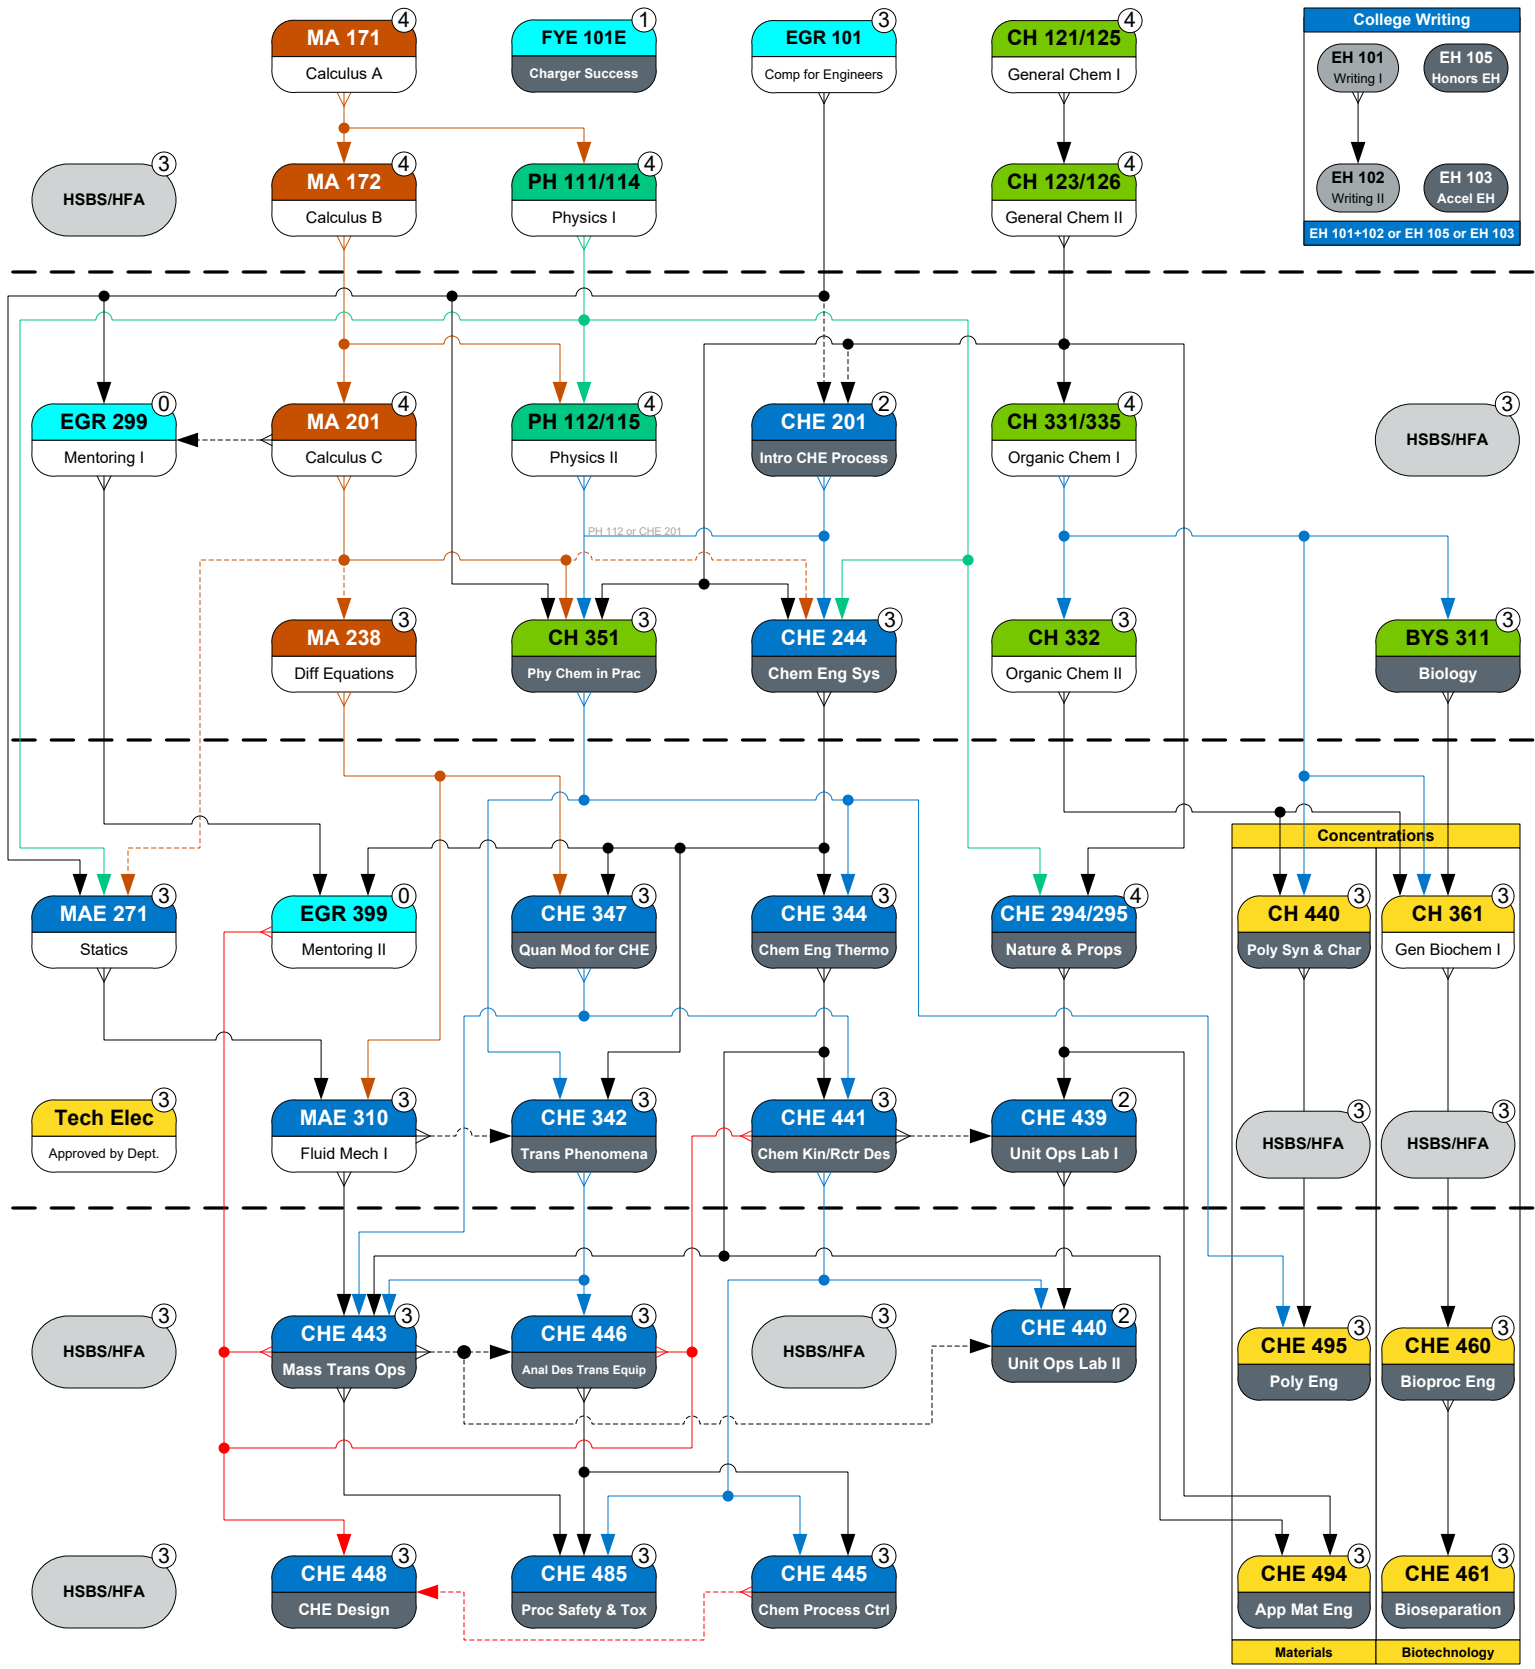 4
1
3
4
MA 171
FYE 101E
EGR 101
CH 121/125
College Writing
Calculus A
Charger Success
Comp for Engineers
General Chem I
EH 101
Writing I
EH 105
Honors EH
3
4
4
4
HSBS/HFA
MA 172
PH 111/114
CH 123/126
Calculus B
Physics I
General Chem II
EH 102
Writing II
EH 103
Accel EH
EH 101+102 or EH 105 or EH 103
0
4
4
2
4
3
EGR 299
MA 201
PH 112/115
CHE 201
CH 331/335
HSBS/HFA
Mentoring I
Calculus C
Physics II
Intro CHE Process
Organic Chem I
PH 112 or CHE 201
3
3
3
3
3
MA 238
CH 351
CHE 244
CH 332
BYS 311
Diff Equations
Phy Chem in Prac
Chem Eng Sys
Organic Chem II
Biology
Concentrations
3
0
3
3
4
3
3
MAE 271
EGR 399
CHE 347
CHE 344
CHE 294/295
CH 440
CH 361
Statics
Mentoring II
Quan Mod for CHE
Chem Eng Thermo
Nature & Props
Poly Syn & Char
Gen Biochem I
3
3
3
3
2
3
3
Tech Elec
MAE 310
CHE 342
CHE 441
CHE 439
HSBS/HFA
HSBS/HFA
Approved by Dept.
Fluid Mech I
Trans Phenomena
Chem Kin/Rctr Des
Unit Ops Lab I
3
3
3
3
2
3
3
HSBS/HFA
CHE 443
CHE 446
HSBS/HFA
CHE 440
CHE 495
CHE 460
Mass Trans Ops
Anal Des Trans Equip
Unit Ops Lab II
Poly Eng
Bioproc Eng
3
3
3
3
3
3
HSBS/HFA
CHE 448
CHE 485
CHE 445
CHE 494
CHE 461
CHE Design
Proc Safety & Tox
Chem Process Ctrl
App Mat Eng
Bioseparation
Materials
Biotechnology